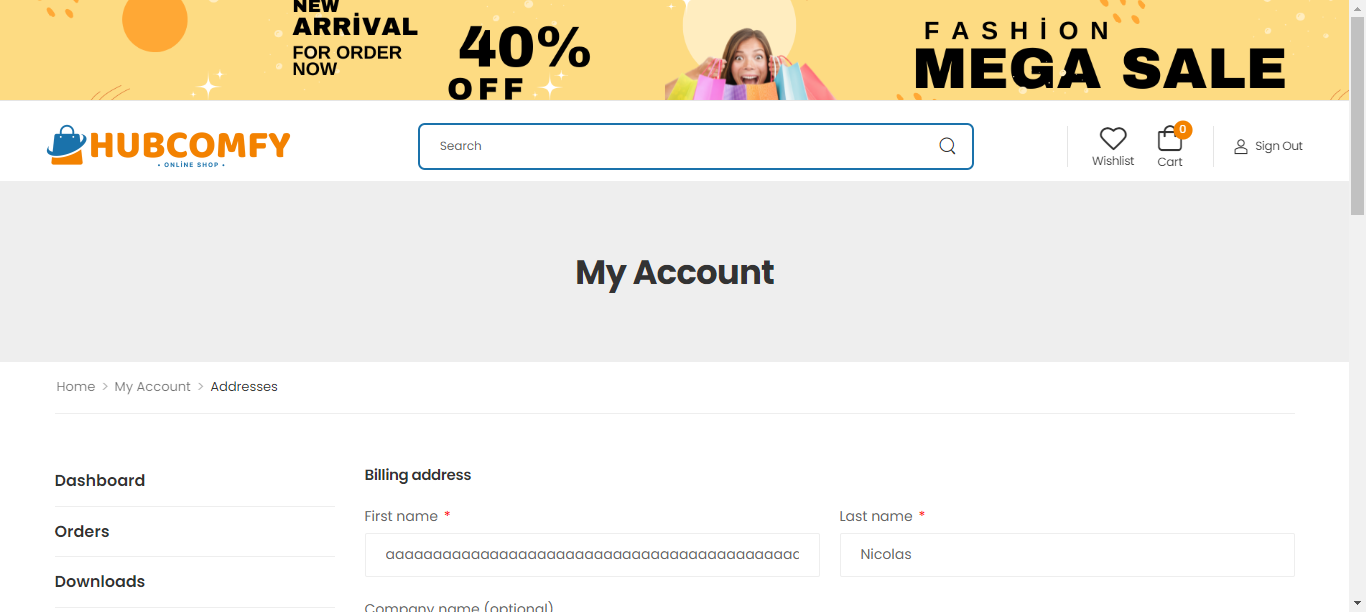 NEW
ARRİVAL
FOR ORDER
NOW
40%
OFF
FASHİON
MEGA SALE
HUBCOMFY
• ONLİNE SHOP •
Search
Wishlist
0
Cart
Sign Out
My Account
Home > My Account > Addresses
Dashboard
Orders
Downloads
Billing address
First name *
Last name *
Nicolas
Company name (optional)